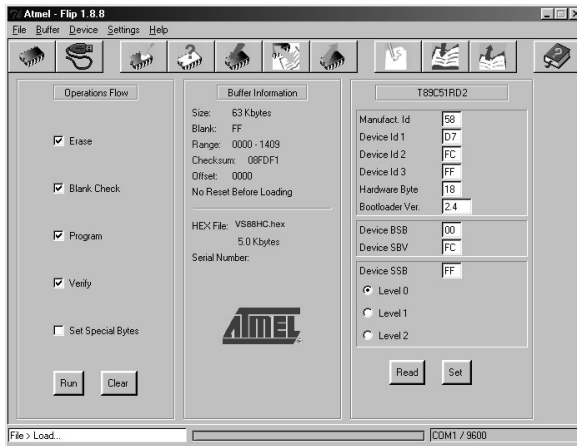 Atmel - Flip 1.8.8
File Buffer Device Settings Help
Operations Flow
Erase
Blank Check
Program
Verify
Set Special Bytes
Run Clear
Buffer Information
Size: 63 Kbytes
Blank: FF
Range: 0000 - 1409
Checksum: 08FDF1
Offset: 0000
No Reset Before Loading
HEX File: VS88HC.hex
5.0 Kbytes
Serial Number:
ATMEL
T89C51RD2
Manufact. Id 58
Device Id 1 D7
Device Id 2 FC
Device Id 3 FF
Hardware Byte 18
Bootloader Ver. 2.4
Device BSB 00
Device SBV FC
Device SSB FF
Level 0
Level 1
Level 2
Read Set
File > Load...
COM1 / 9600